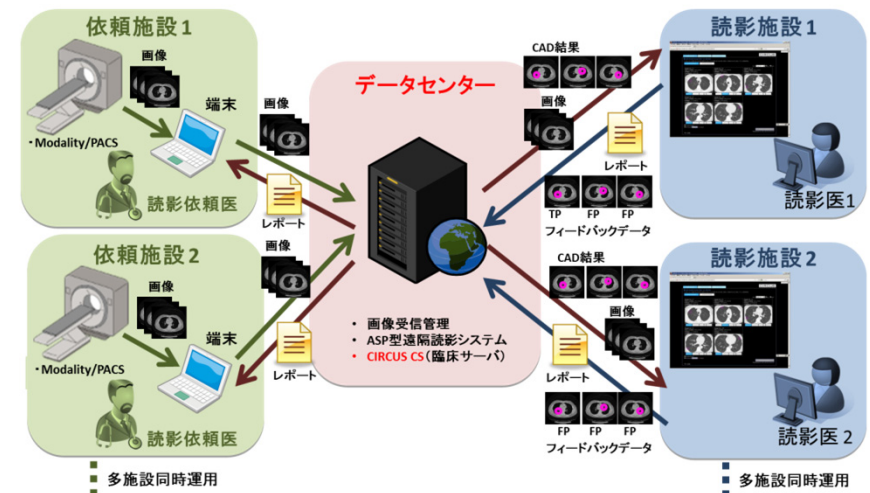 依頼施設1
画像
端末
・Modality/PACS
読影依頼医
画像
レポート
依頼施設2
画像
画像
端末
・Modality/PACS
レポート
読影依頼医
多施設同時運用
データセンター
• 画像受信管理
• ASP型遠隔読影システム
• CIRCUS CS(臨床サーバ)
CAD結果
画像
レポート
TP FP FP
フィードバックデータ
読影施設1
読影医1
CAD結果
画像
レポート
FP FP FP
フィードバックデータ
読影施設2
読影医2
多施設同時運用